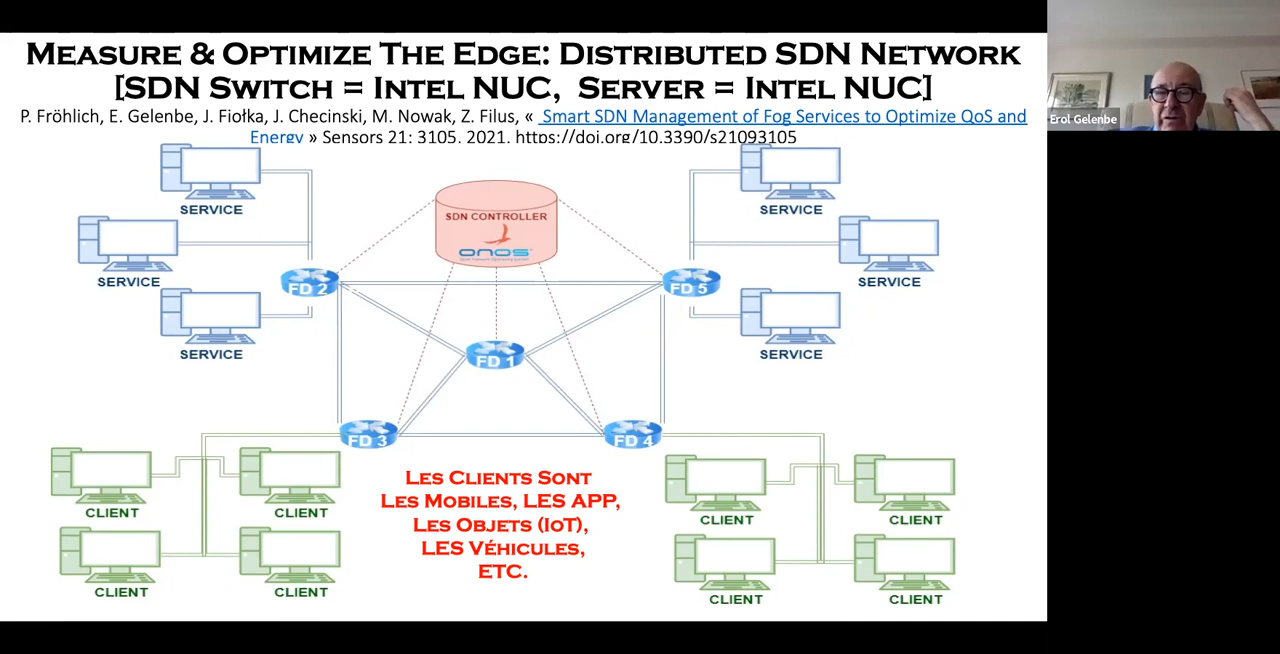 MEASURE & OPTIMIZE THE EDGE: DISTRIBUTED SDN NETWORK
[SDN SWITCH = INTEL NUC, SERVER = INTEL NUC]
P. Fröhlich, E. Gelenbe, J. Fiołka, J. Checinski, M. Nowak, Z. Filus, « Smart SDN Management of Fog Services to Optimize QoS and
Energy » Sensors 21: 3105. 2021. https://doi.org/10.3390/s21093105
Erol Gelenbe
SERVICE
SERVICE
SDN CONTROLLER
onos
SERVICE
SERVICE
FD 2
FD 5
SERVICE
SERVICE
FD 1
FD 3
FD 4
LES CLIENTS SONT
LES MOBILES, LES APP,
LES OBJETS (IOT),
LES VÉHICULES,
ETC.
CLIENT
CLIENT
CLIENT
CLIENT
CLIENT
CLIENT
CLIENT
CLIENT